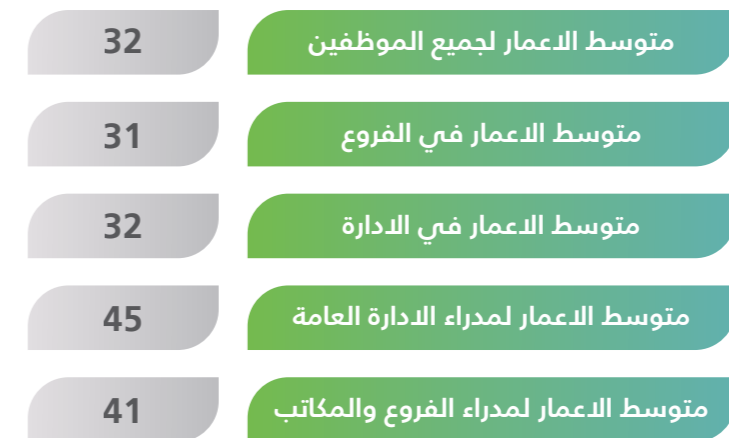 متوسط الاعمار لجميع الموظفين 32
متوسط الاعمار في الفروع 31
متوسط الاعمار في الادارة 32
متوسط الاعمار لمدراء الادارة العامة 45
متوسط الاعمار لمدراء الفروع والمكاتب 41